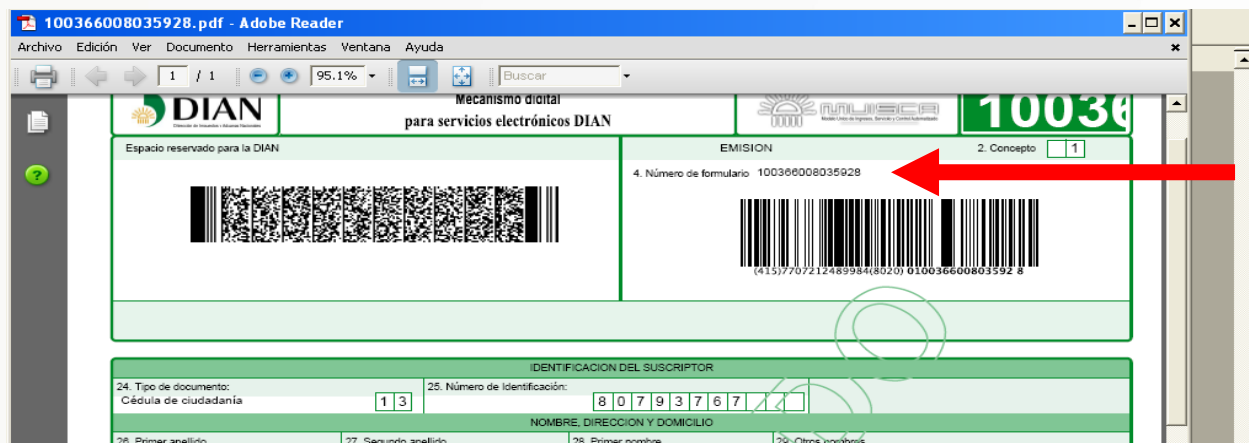 100366008035928.pdf - Adobe Reader
Archivo Edición Ver Documento Herramientas Ventana Ayuda
1 / 1 95.1% Buscar
DIAN
Mecanismo digital
para servicios electrónicos DIAN
MUISCA
10036
Espacio reservado para la DIAN
EMISION
2. Concepto 1
4. Número de formulario 100366008035928
(415)7707212489984(8020) 010036600803592 8
IDENTIFICACION DEL SUSCRIPTOR
24. Tipo de documento:
Cédula de ciudadanía 1 3
25. Número de Identificación:
8 0 7 9 3 7 6 7
NOMBRE, DIRECCION Y DOMICILIO
26. Primer apellido 27. Segundo apellido 28. Primer nombre 29. Otros nombres